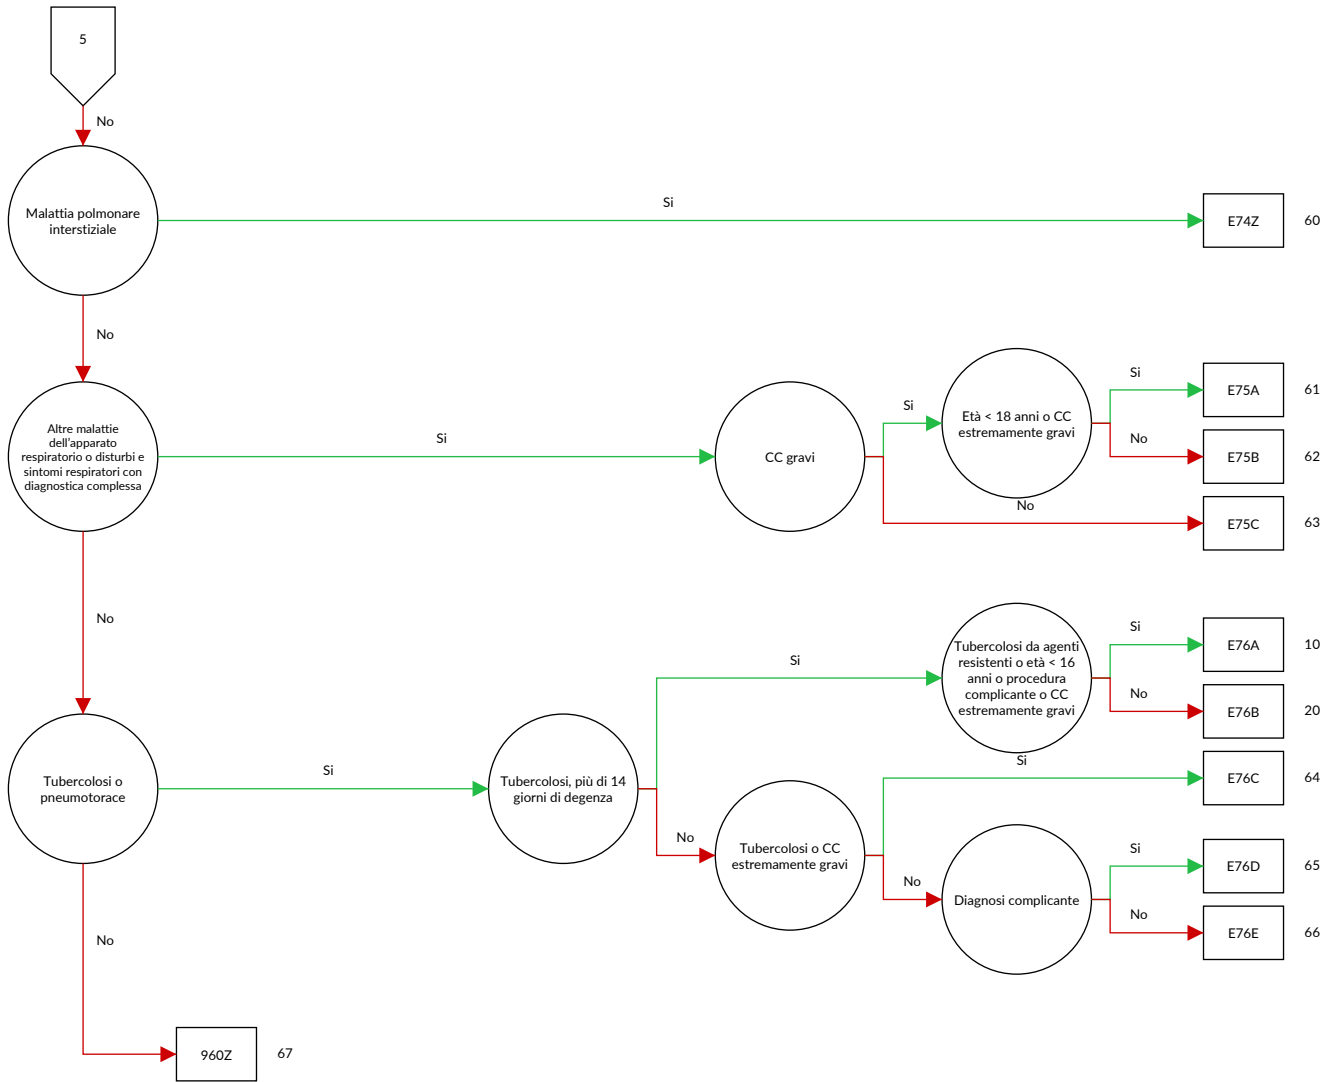 5
No
Malattia polmonare
interstiziale
Si
E74Z
60
No
Altre malattie
dell'apparato
respiratorio o disturbi e
sintomi respiratori con
diagnostica complessa
Si
CC gravi
Si
Età < 18 anni o CC
estremamente gravi
Si
E75A
61
No
E75B
62
No
E75C
63
No
Tubercolosi o
pneumotorace
Si
Tubercolosi, più di 14
giorni di degenza
Si
Tubercolosi da agenti
resistenti o età < 16
anni o procedura
complicante o CC
estremamente gravi
Si
E76A
10
No
E76B
20
No
Tubercolosi o CC
estremamente gravi
Si
E76C
64
No
Diagnosi complicante
Si
E76D
65
No
E76E
66
No
960Z
67